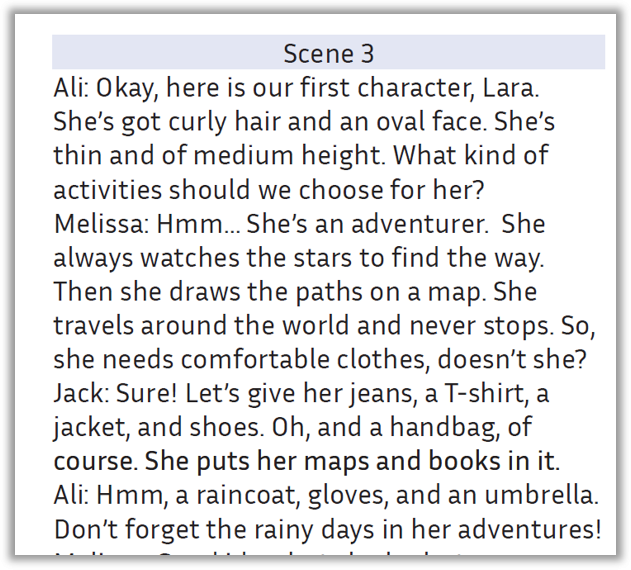 Scene 3
Ali: Okay, here is our first character, Lara.
She's got curly hair and an oval face. She's
thin and of medium height. What kind of
activities should we choose for her?
Melissa: Hmm... She's an adventurer.  She
always watches the stars to find the way.
Then she draws the paths on a map. She
travels around the world and never stops. So,
she needs comfortable clothes, doesn't she?
Jack: Sure! Let's give her jeans, a T-shirt, a
jacket, and shoes. Oh, and a handbag, of
course. She puts her maps and books in it.
Ali: Hmm, a raincoat, gloves, and an umbrella.
Don't forget the rainy days in her adventures!